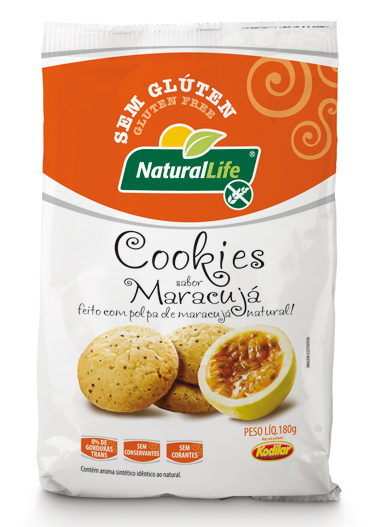 SEM GLÚTEN
GLUTEN FREE
NaturalLife®
Cookies
sabor
Maracujá
feito com polpa de maracujá natural!
PESO LÍQ. 180g
Kodilar
0% DE GORDURAS TRANS
SEM CONSERVANTES
SEM CORANTES
Contém aroma sintético idêntico ao natural.